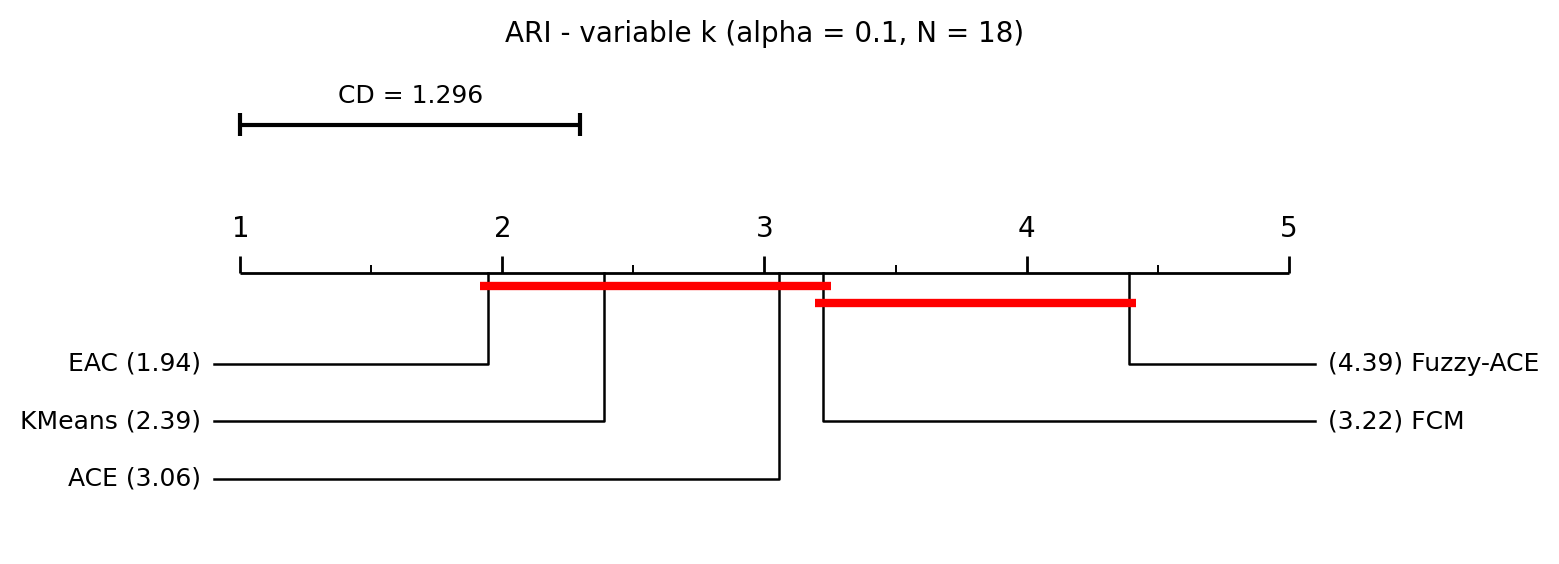 ARI - variable k (alpha = 0.1, N = 18)
CD = 1.296
1 2 3 4 5
EAC (1.94) (4.39) Fuzzy-ACE
KMeans (2.39) (3.22) FCM
ACE (3.06)